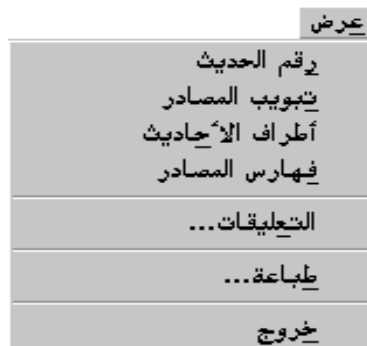 عرض
رقم الحديث
تبويب المصادر
أطراف الأحاديث
فهارس المصادر
التعليقات...
طباعة...
خروج